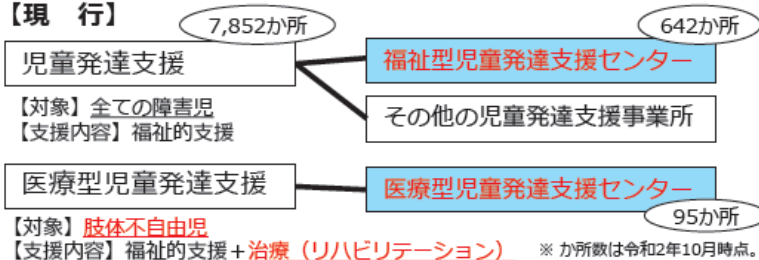 【現　行】
7,852か所
642か所
児童発達支援
福祉型児童発達支援センター
【対象】全ての障害児
【支援内容】福祉的支援
その他の児童発達支援事業所
医療型児童発達支援
医療型児童発達支援センター
95か所
【対象】肢体不自由児
【支援内容】福祉的支援＋治療（リハビリテーション）
※ か所数は令和2年10月時点。